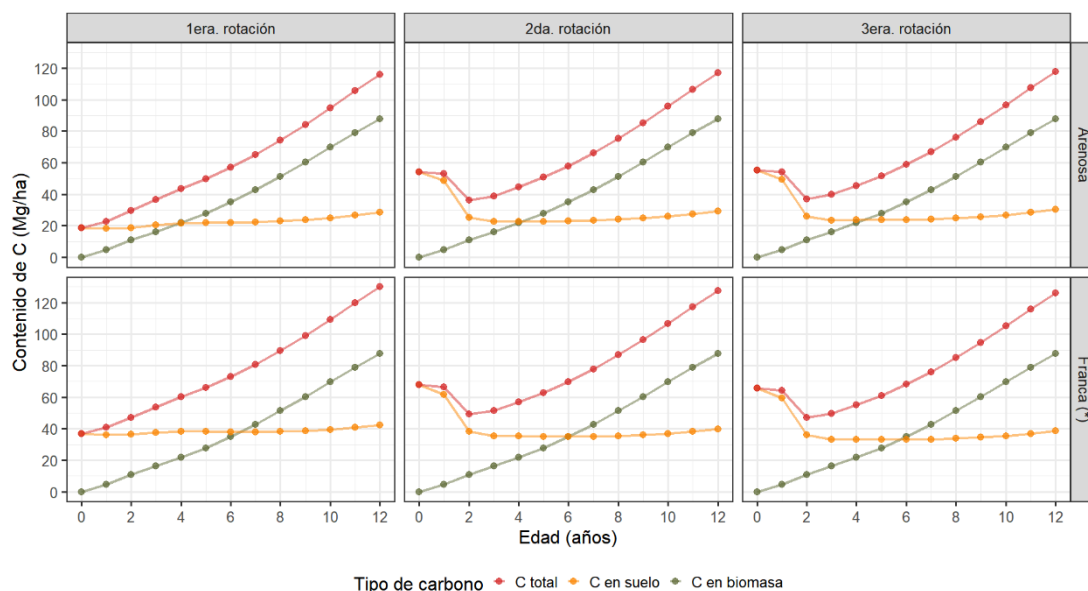 1era. rotación
2da. rotación
3era. rotación
Contenido de C (Mg/ha)
120
100
80
60
40
20
0
Arenosa
120
100
80
60
40
20
0
Franca (*
0 2 4 6 8 10 12
0 2 4 6 8 10 12
0 2 4 6 8 10 12
Edad (años)
Tipo de carbono C total C en suelo C en biomasa